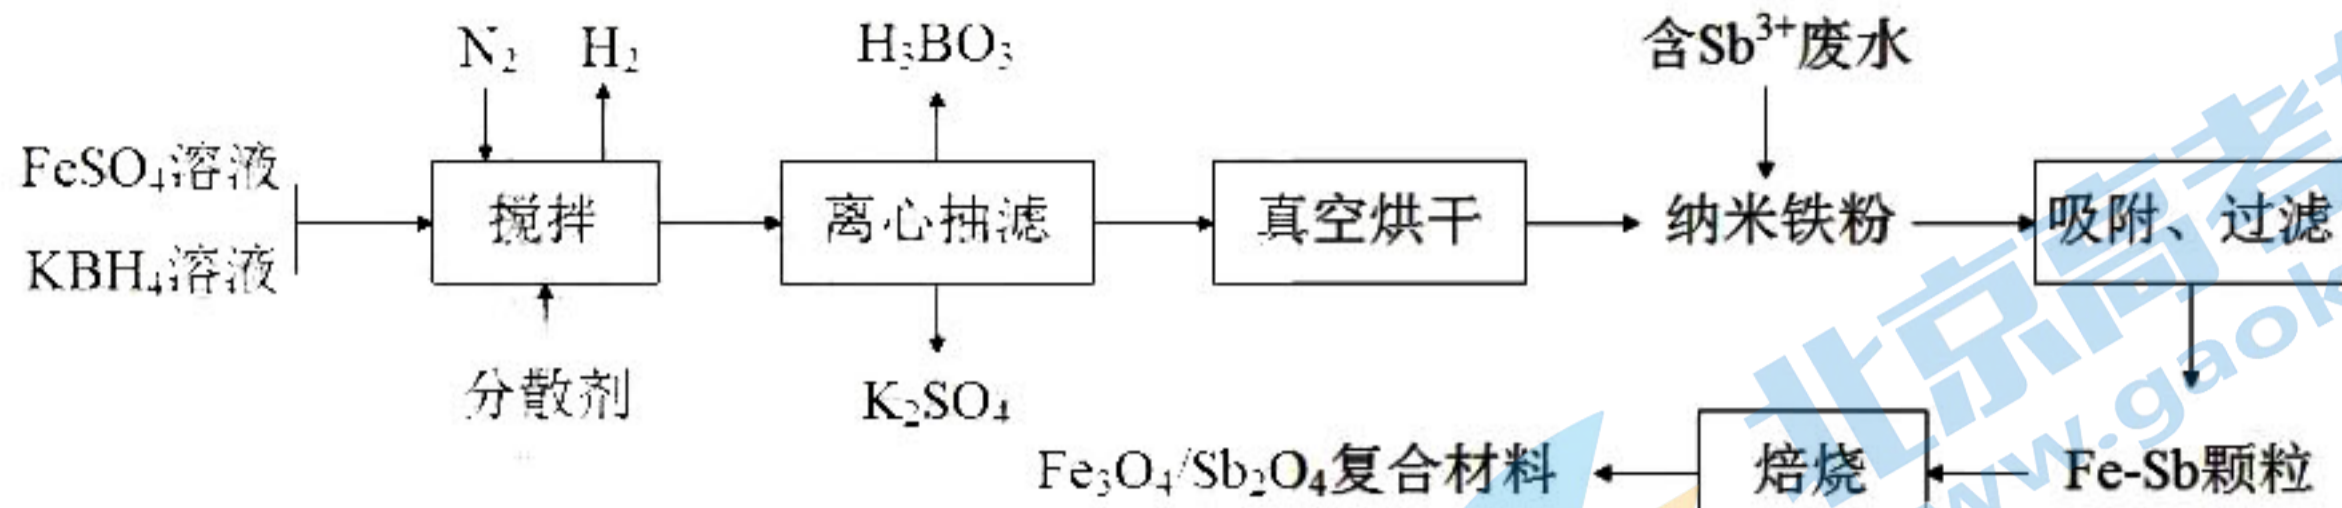 N₂ H₂ H₃BO₃ 含Sb³⁺废水
FeSO₄溶液
KBH₄溶液
搅拌 离心抽滤 真空烘干 纳米铁粉 吸附、过滤
分散剂 K₂SO₄
Fe₃O₄/Sb₂O₄复合材料 焙烧 Fe-Sb颗粒
北京高考
www.gaok